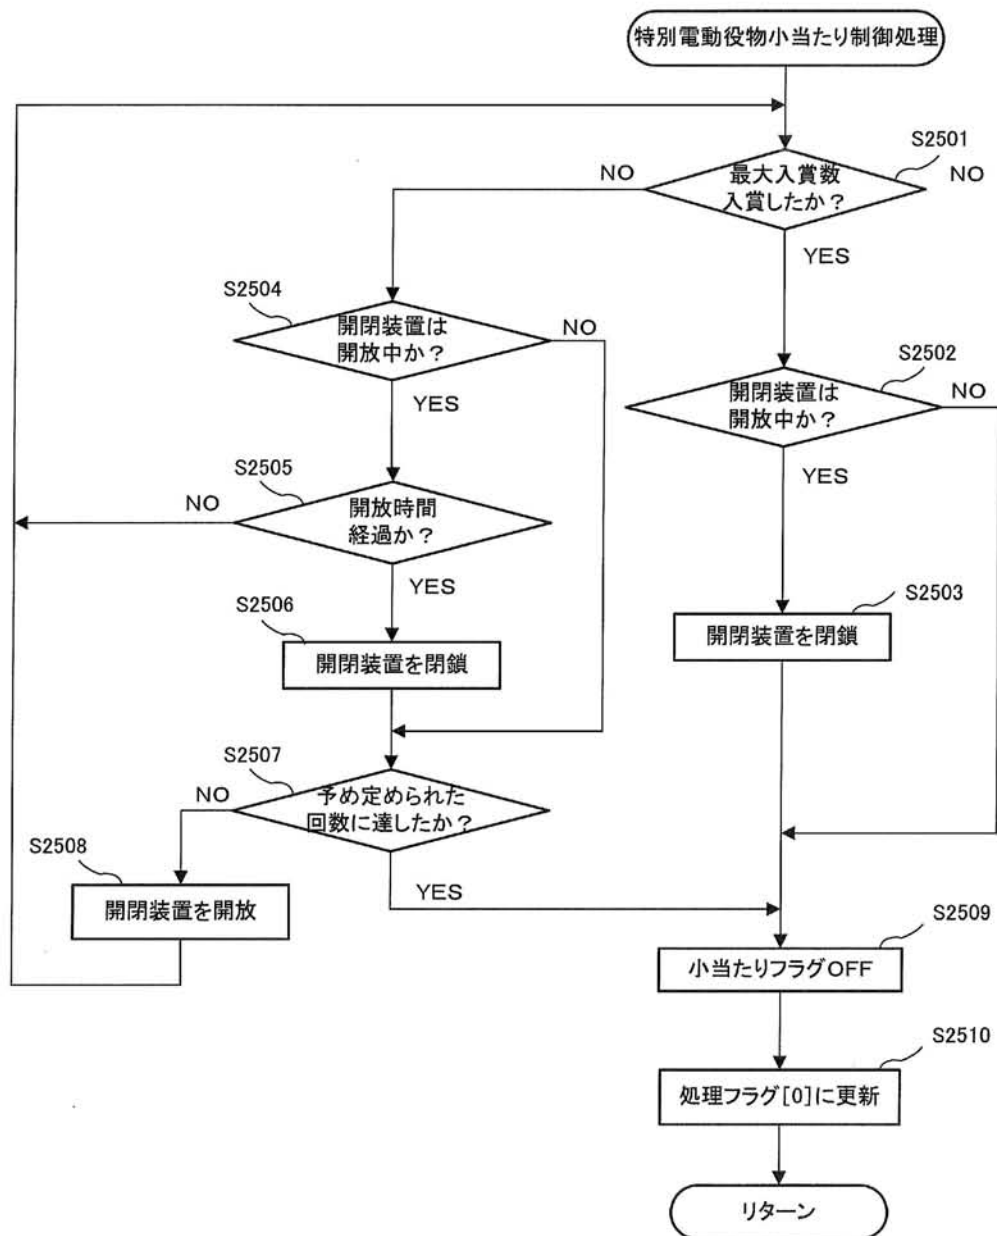 特別電動役物小当たり制御処理
S2501
NO
最大入賞数
入賞したか？
NO
YES
S2504
開閉装置は
開放中か？
NO
YES
S2502
開閉装置は
開放中か？
NO
YES
S2505
NO
開放時間
経過か？
YES
S2506
開閉装置を閉鎖
S2503
開閉装置を閉鎖
S2507
NO
予め定められた
回数に達したか？
YES
S2508
開閉装置を開放
S2509
小当たりフラグOFF
S2510
処理フラグ[0]に更新
リターン